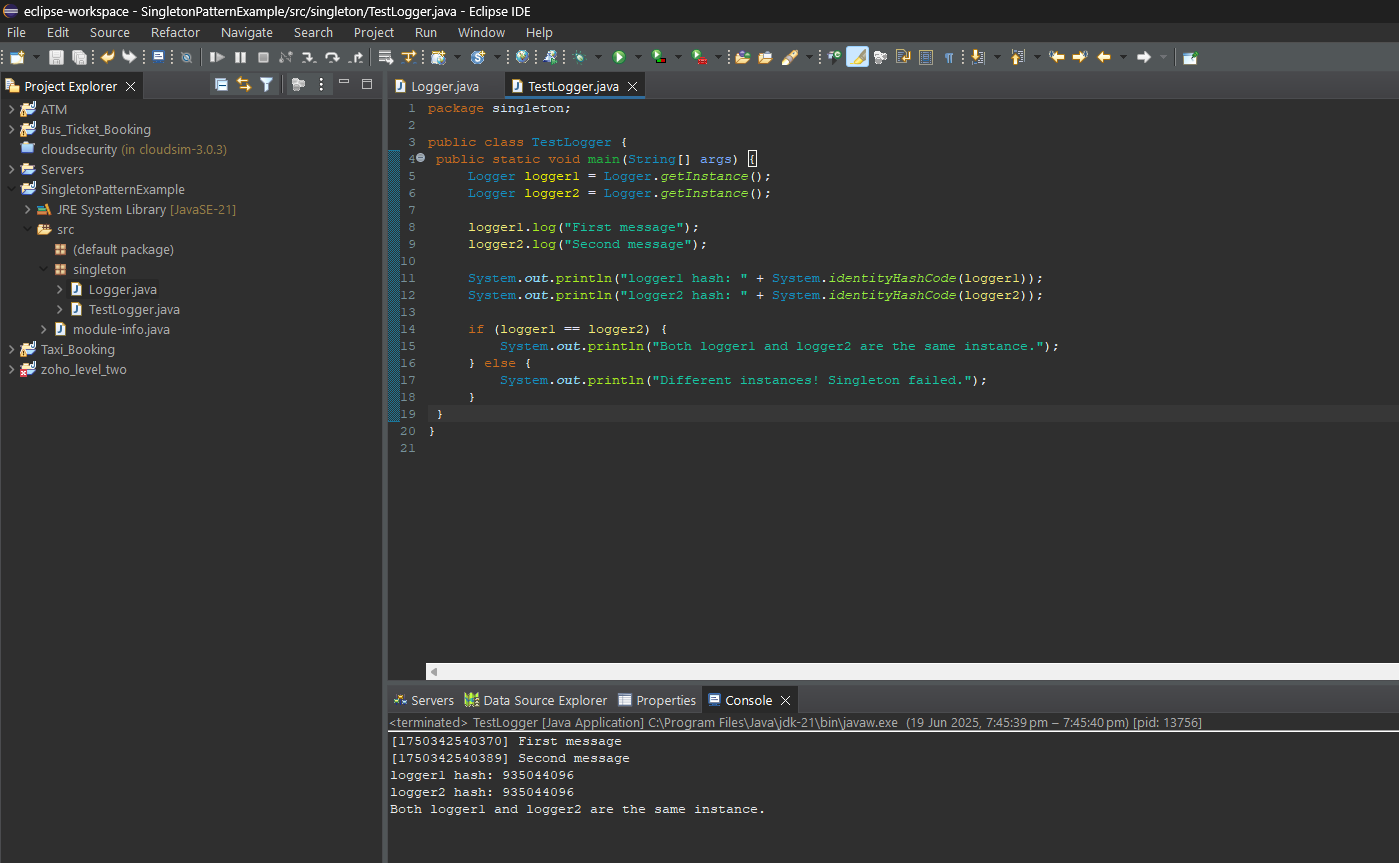 eclipse-workspace - SingletonPatternExample/src/singleton/TestLogger.java - Eclipse IDE
File Edit Source Refactor Navigate Search Project Run Window Help
Project Explorer
ATM
Bus_Ticket_Booking
cloudsecurity (in cloudsim-3.0.3)
Servers
SingletonPatternExample
JRE System Library [JavaSE-21]
src
(default package)
singleton
Logger.java
TestLogger.java
module-info.java
Taxi_Booking
zoho_level_two
Logger.java TestLogger.java
1 package singleton;
2
3 public class TestLogger {
4 public static void main(String[] args) {
5 Logger logger1 = Logger.getInstance();
6 Logger logger2 = Logger.getInstance();
7
8 logger1.log("First message");
9 logger2.log("Second message");
10
11 System.out.println("logger1 hash: " + System.identityHashCode(logger1));
12 System.out.println("logger2 hash: " + System.identityHashCode(logger2));
13
14 if (logger1 == logger2) {
15 System.out.println("Both logger1 and logger2 are the same instance.");
16 } else {
17 System.out.println("Different instances! Singleton failed.");
18 }
19 }
20 }
21
Servers Data Source Explorer Properties Console
<terminated> TestLogger [Java Application] C:\Program Files\Java\jdk-21\bin\javaw.exe (19 Jun 2025, 7:45:39 pm – 7:45:40 pm) [pid: 13756]
[1750342540370] First message
[1750342540389] Second message
logger1 hash: 935044096
logger2 hash: 935044096
Both logger1 and logger2 are the same instance.